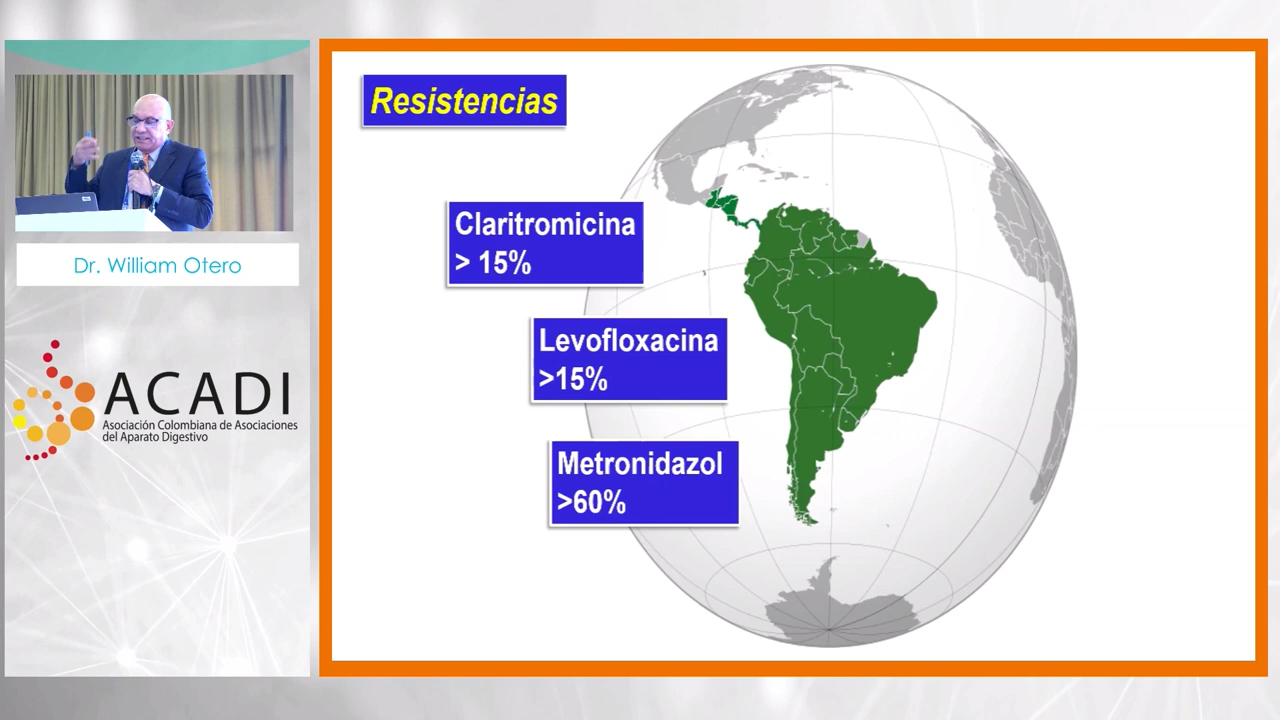 Resistencias
Claritromicina
> 15%
Levofloxacina
>15%
Metronidazol
>60%
Dr. William Otero
ACADI
Asociación Colombiana de Asociaciones
del Aparato Digestivo